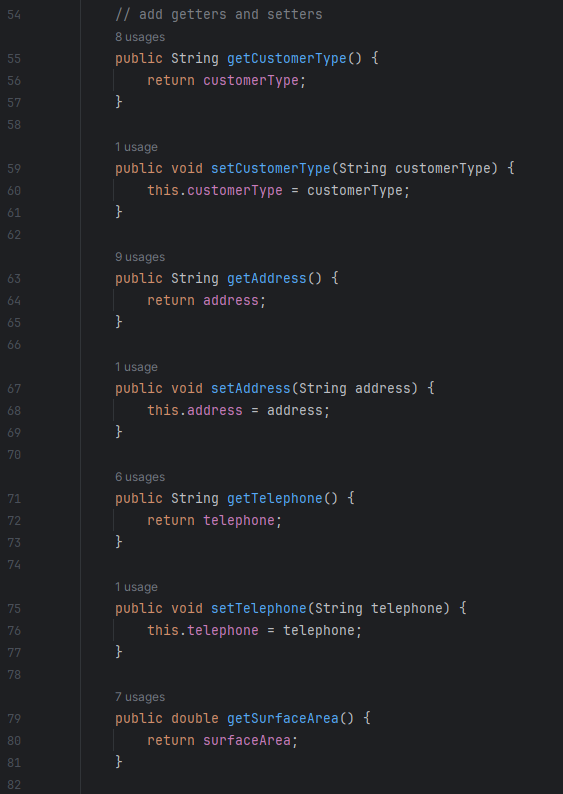 54 // add getters and setters
8 usages
55 public String getCustomerType() {
56 return customerType;
57 }
58
1 usage
59 public void setCustomerType(String customerType) {
60 this.customerType = customerType;
61 }
62
9 usages
63 public String getAddress() {
64 return address;
65 }
66
1 usage
67 public void setAddress(String address) {
68 this.address = address;
69 }
70
6 usages
71 public String getTelephone() {
72 return telephone;
73 }
74
1 usage
75 public void setTelephone(String telephone) {
76 this.telephone = telephone;
77 }
78
7 usages
79 public double getSurfaceArea() {
80 return surfaceArea;
81 }
82